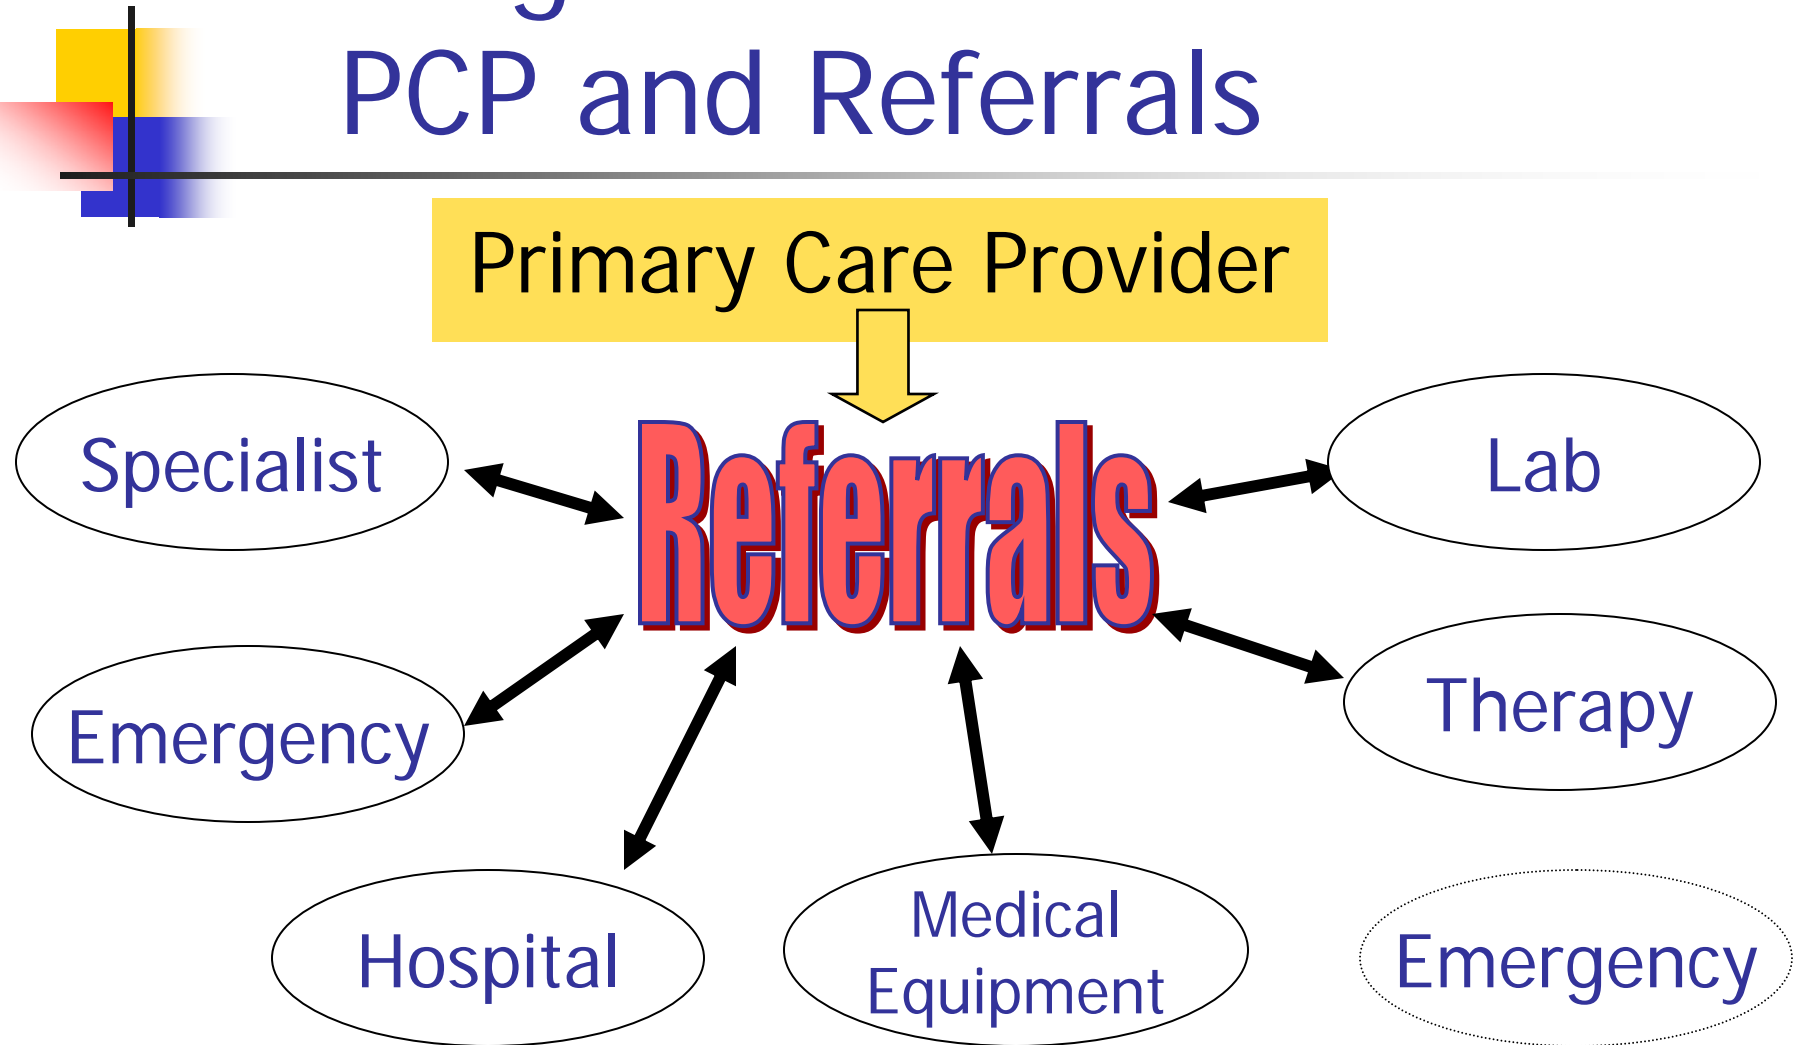 PCP and Referrals
Primary Care Provider
Referrals
Specialist
Lab
Emergency
Therapy
Hospital
Medical
Equipment
Emergency